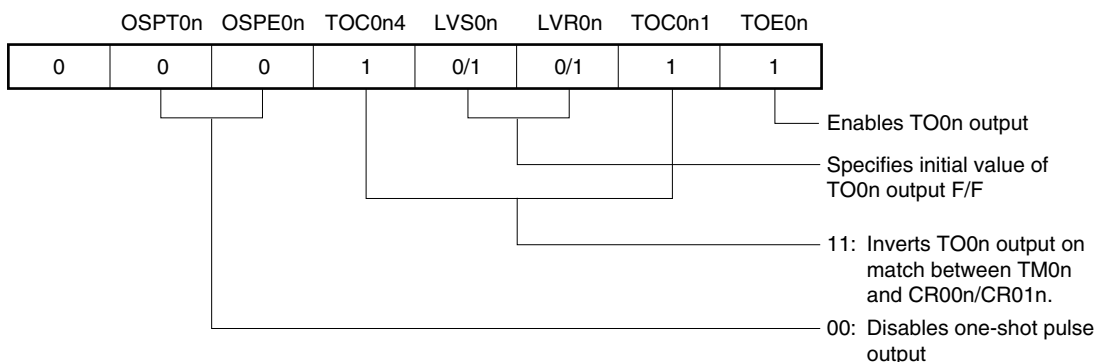 OSPT0n OSPE0n TOC0n4 LVS0n LVR0n TOC0n1 TOE0n
0 0 0 1 0/1 0/1 1 1
Enables TO0n output
Specifies initial value of
TO0n output F/F
11: Inverts TO0n output on
match between TM0n
and CR00n/CR01n.
00: Disables one-shot pulse
output